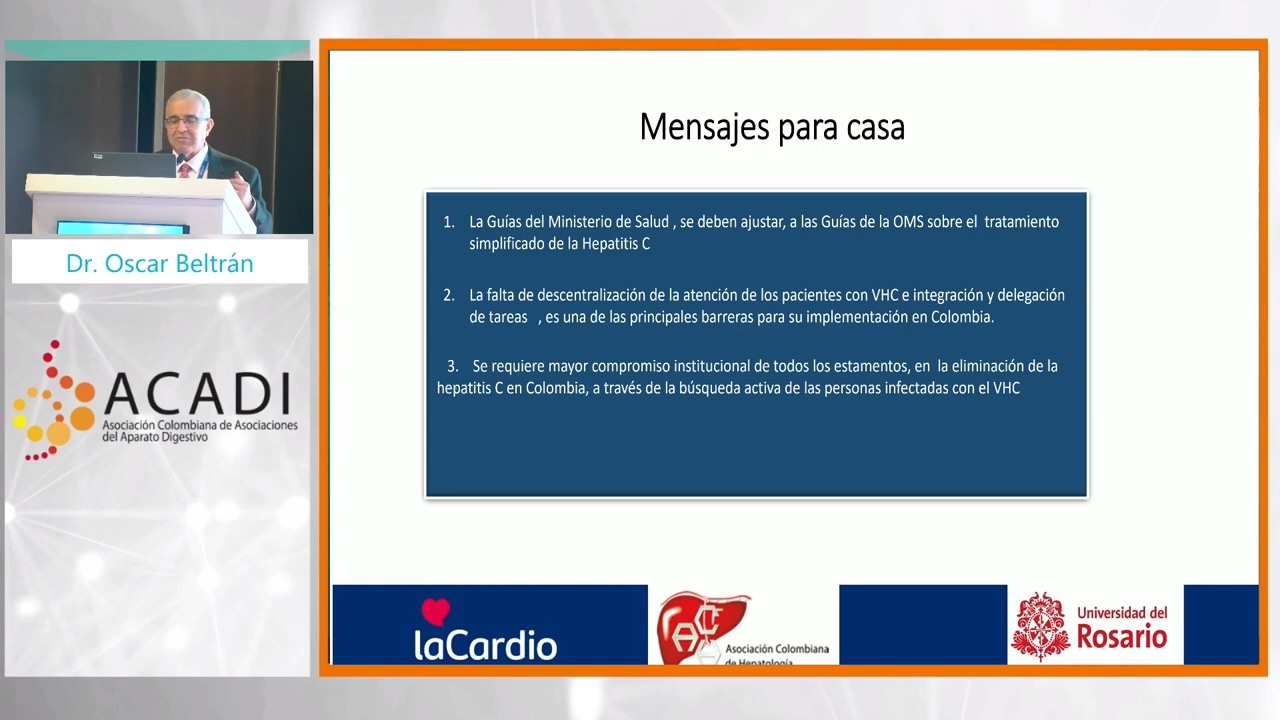 Dr. Oscar Beltrán
ACADI
Asociación Colombiana de Asociaciones
del Aparato Digestivo
Mensajes para casa
1. La Guías del Ministerio de Salud , se deben ajustar, a las Guías de la OMS sobre el tratamiento
simplificado de la Hepatitis C
2. La falta de descentralización de la atención de los pacientes con VHC e integración y delegación
de tareas , es una de las principales barreras para su implementación en Colombia.
3. Se requiere mayor compromiso institucional de todos los estamentos, en la eliminación de la
hepatitis C en Colombia, a través de la búsqueda activa de las personas infectadas con el VHC
laCardio
ACH
Asociación Colombiana
de Hepatología
Universidad del
Rosario